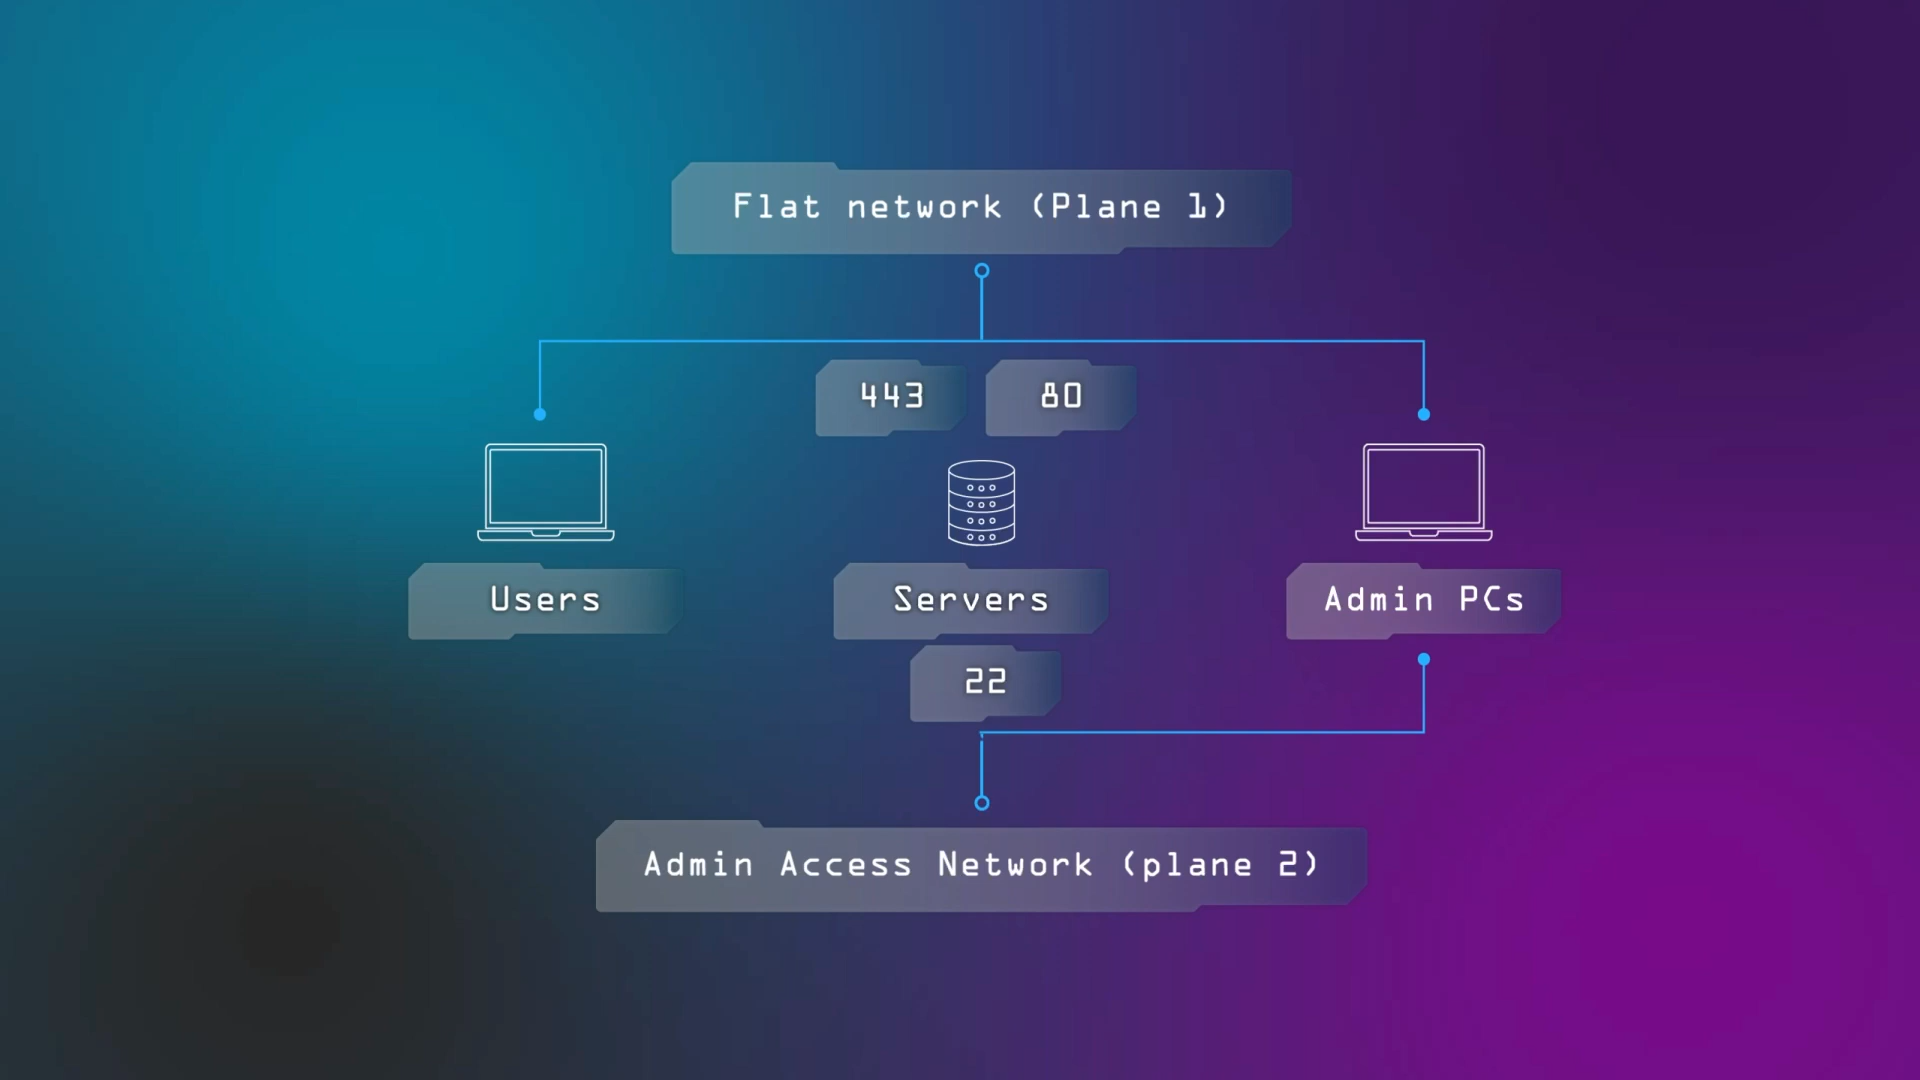 Flat network (Plane 1)
443
80
Users
Servers
Admin PCs
22
Admin Access Network (plane 2)